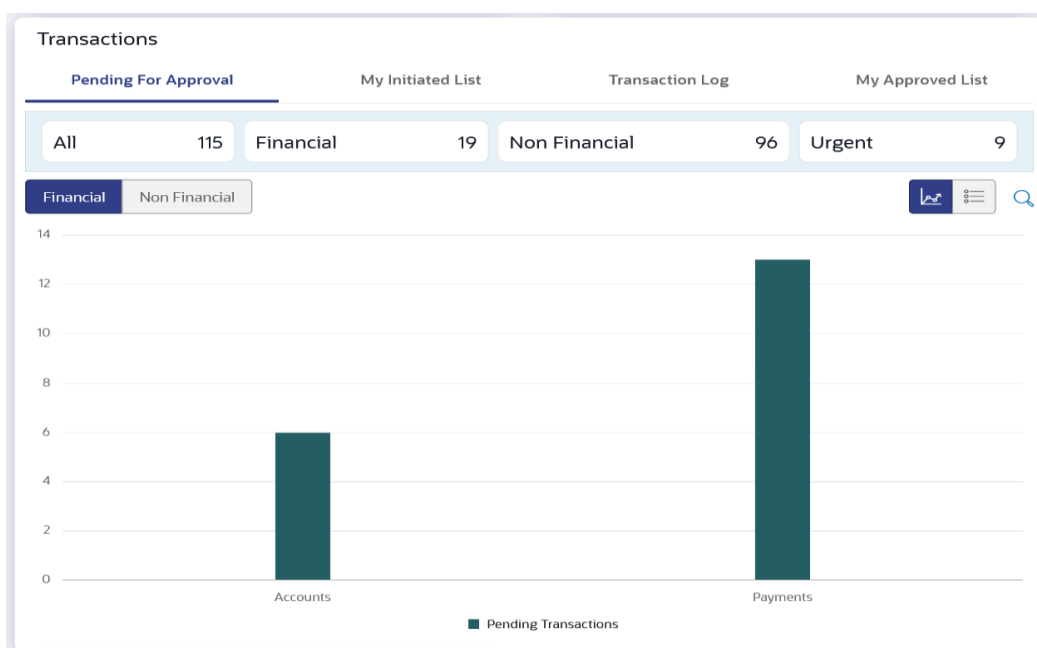 Transactions
Pending For Approval My Initiated List Transaction Log My Approved List
All 115 Financial 19 Non Financial 96 Urgent 9
Financial Non Financial
14
12
10
8
6
4
2
0
Accounts Payments
Pending Transactions